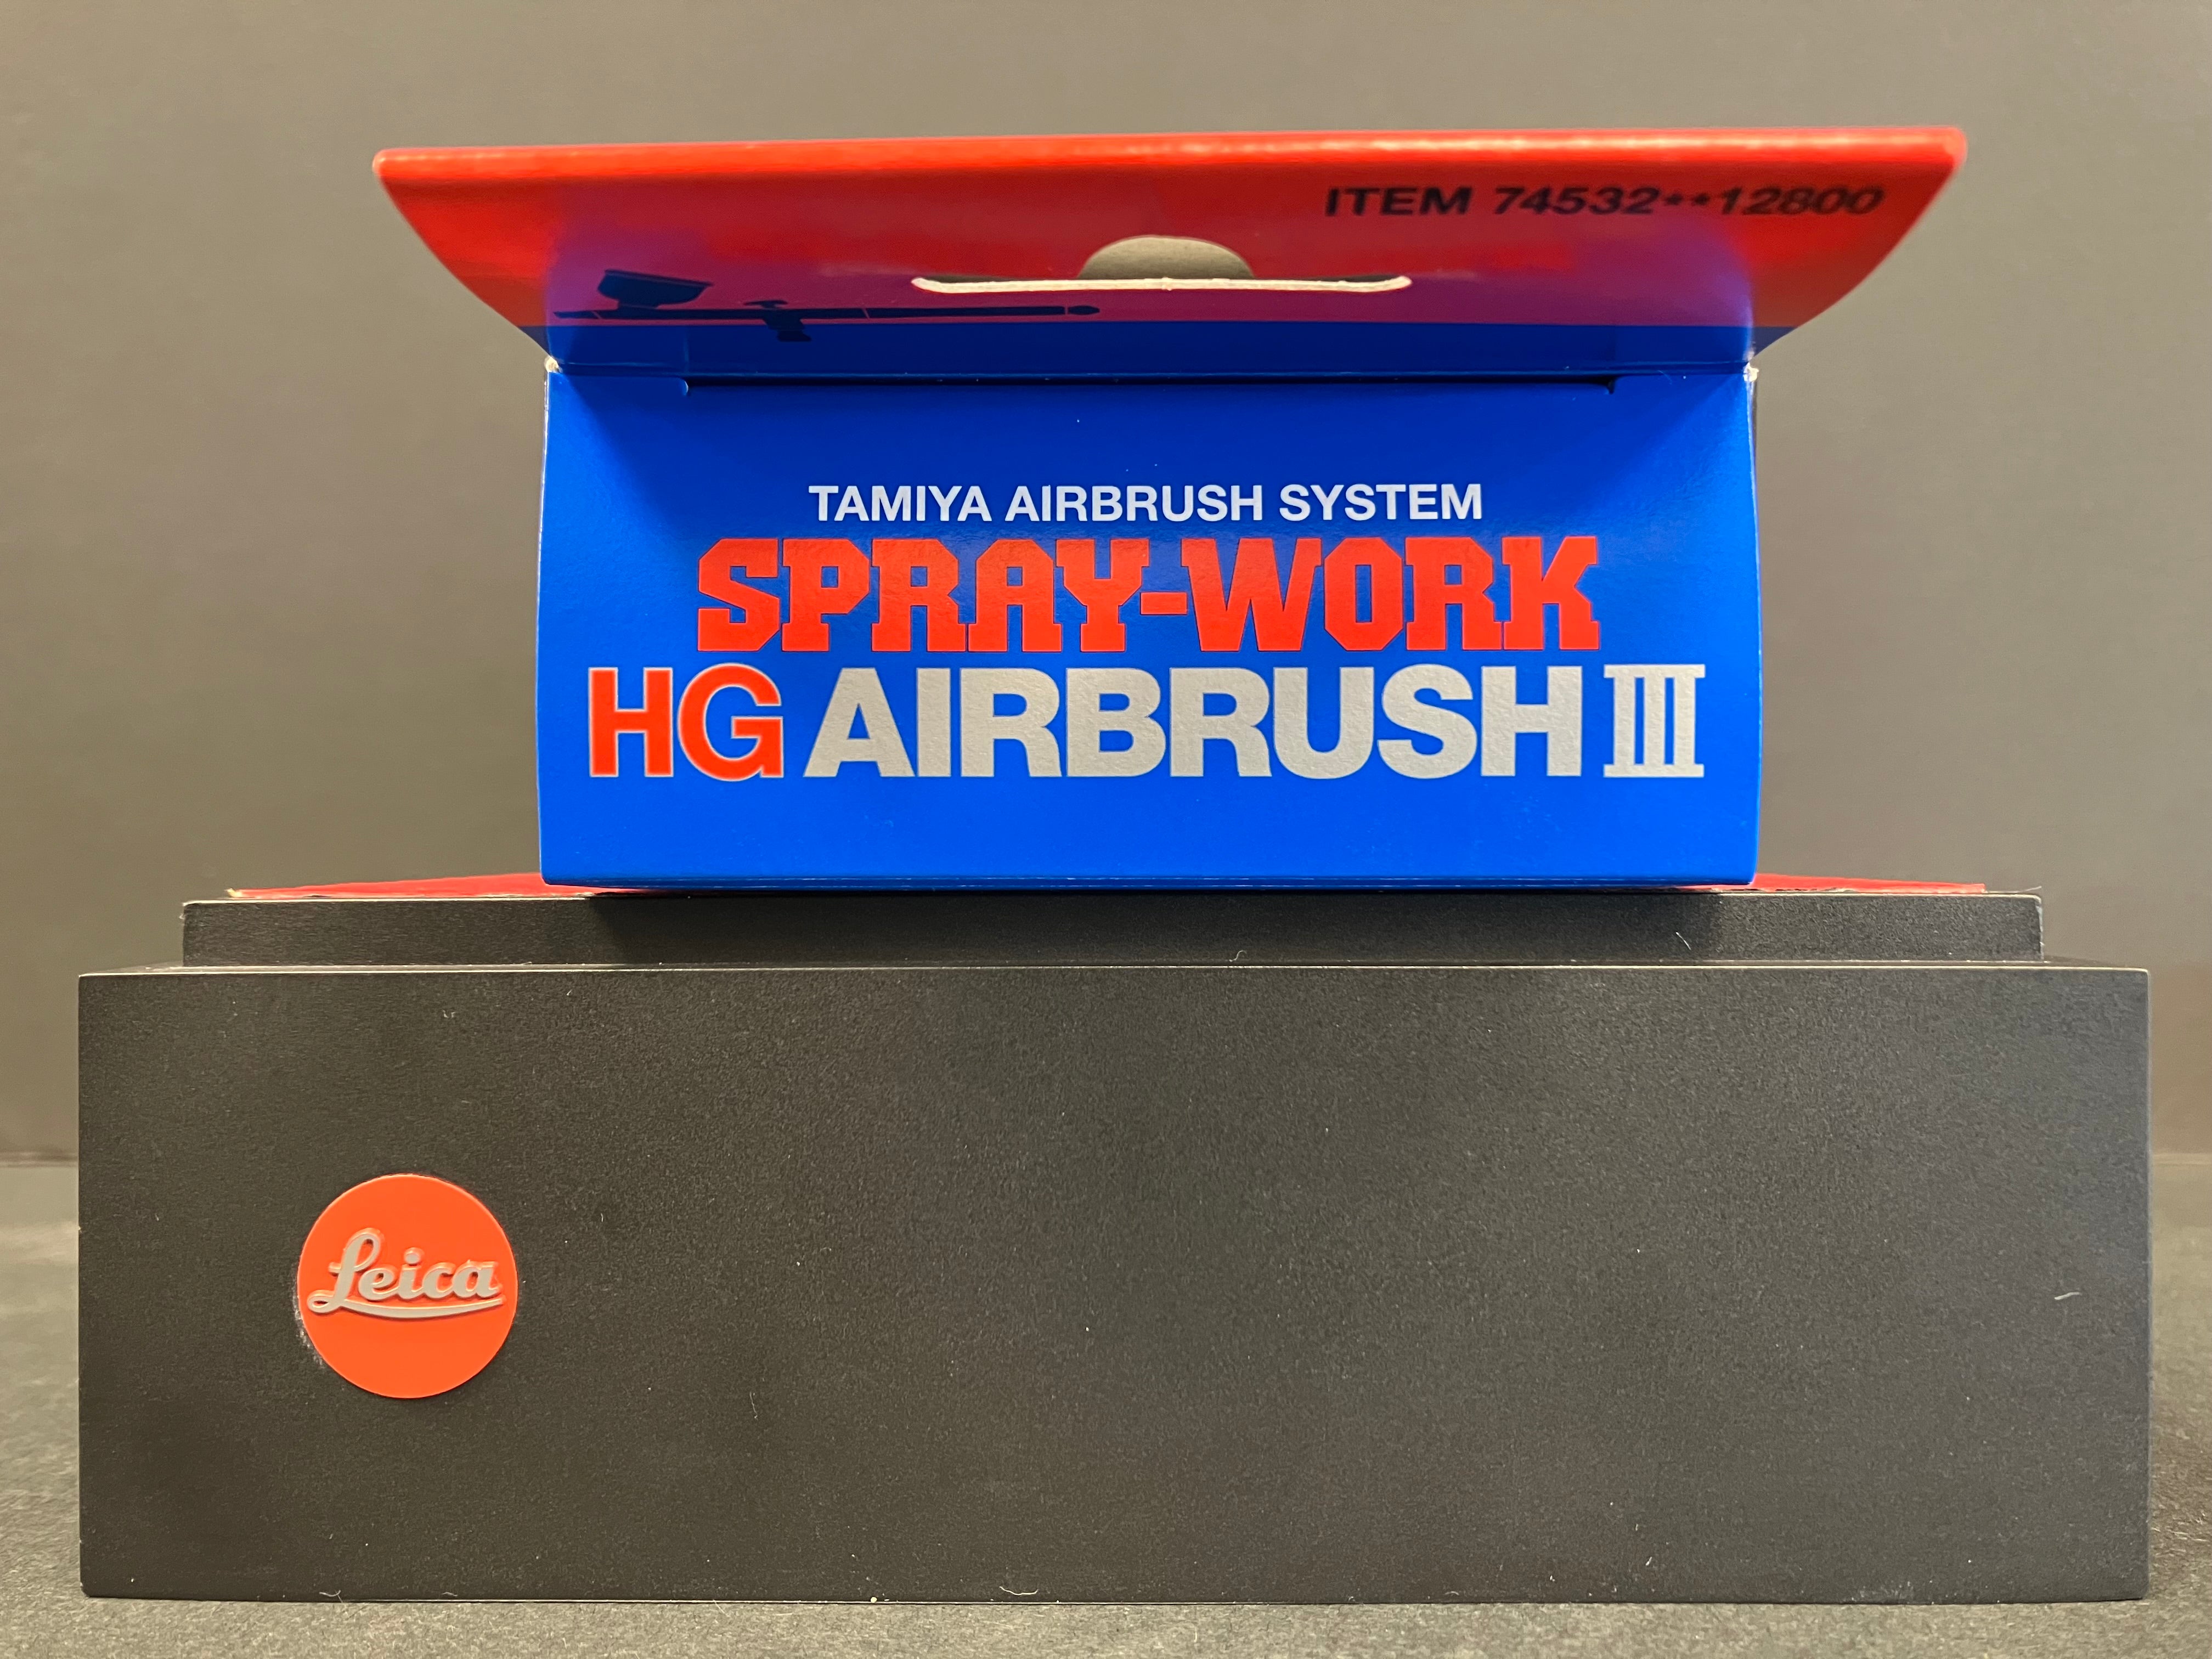 ITEM 74532**12800
TAMIYA AIRBRUSH SYSTEM
SPRAY-WORK
HG AIRBRUSH III
Leica